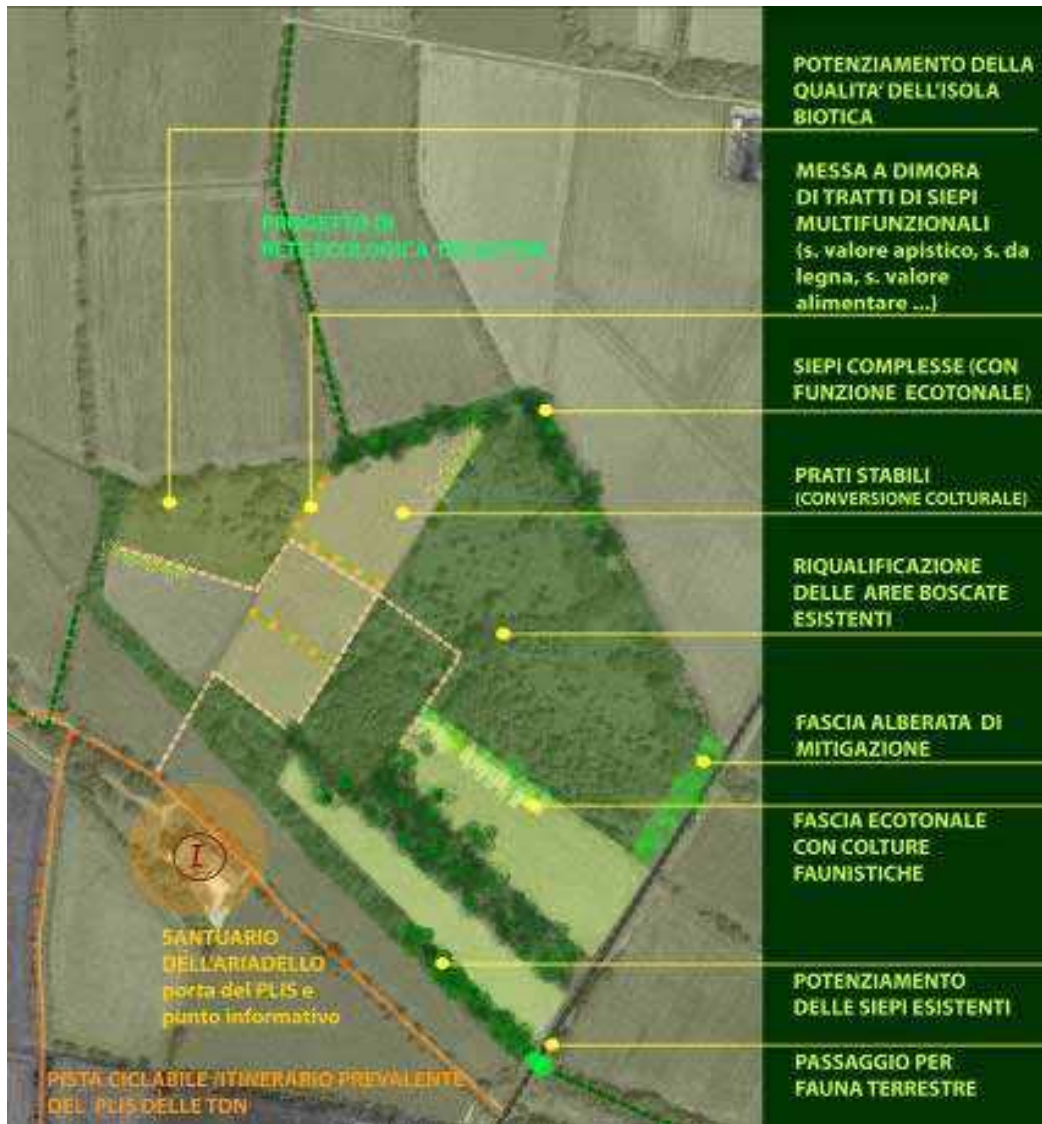 POTENZIAMENTO DELLA
QUALITA' DELL'ISOLA
BIOTICA
MESSA A DIMORA
DI TRATTI DI SIEPI
MULTIFUNZIONALI
(s. valore apistico, s. da
legna, s. valore
alimentare ...)
SIEPI COMPLESSE (CON
FUNZIONE ECOTONALE)
PRATI STABILI
(CONVERSIONE COLTURALE)
RIQUALIFICAZIONE
DELLE AREE BOSCATE
ESISTENTI
FASCIA ALBERATA DI
MITIGAZIONE
FASCIA ECOTONALE
CON COLTURE
FAUNISTICHE
POTENZIAMENTO
DELLE SIEPI ESISTENTI
PASSAGGIO PER
FAUNA TERRESTRE
PROGETTO DI
RETE ECOLOGICA
I
SANTUARIO
DELL'ARIADELLO
porta del PLIS e
punto informativo
PISTA CICLABILE /ITINERARIO PREVALENTE
DEL PLIS DELLE TDN